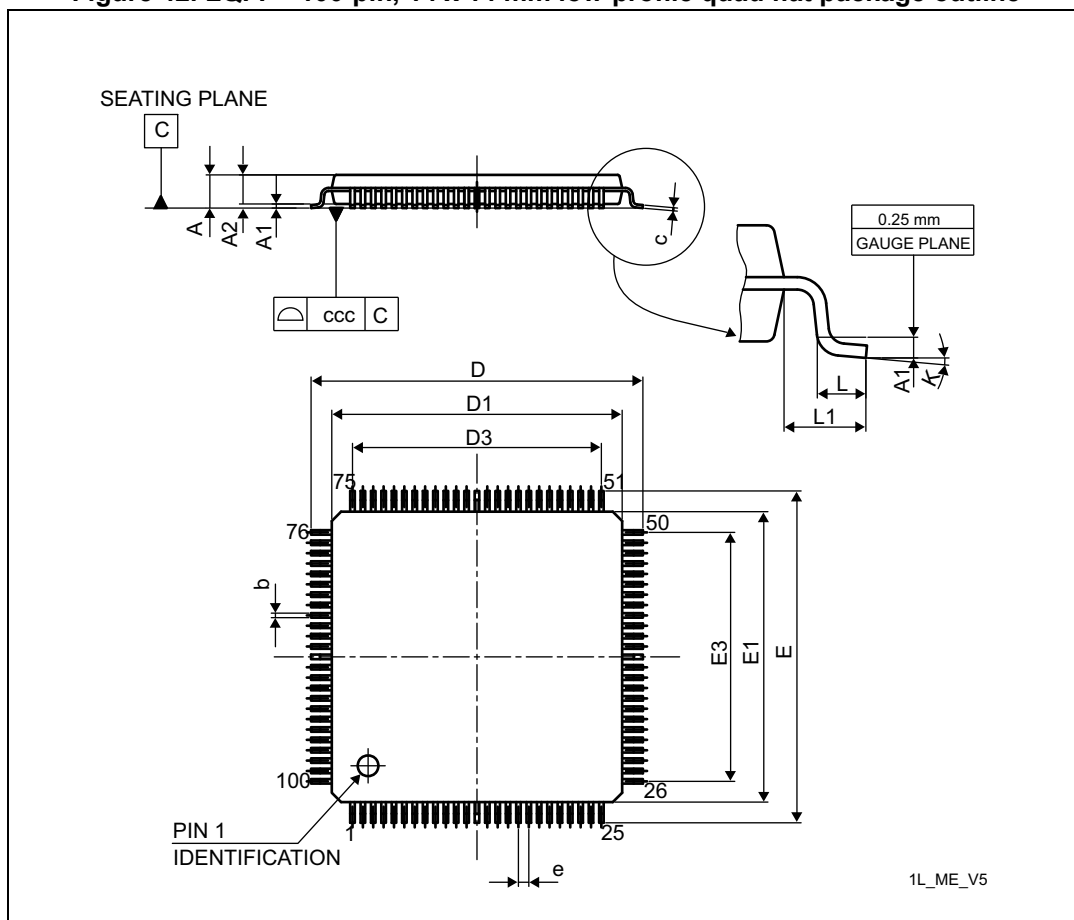 SEATING PLANE
C
A
A2
A1
c
0.25 mm
GAUGE PLANE
ccc C
A1
K
L
L1
D
D1
D3
75
51
76
50
b
E3
E1
E
100
26
1
25
PIN 1
IDENTIFICATION
e
1L_ME_V5